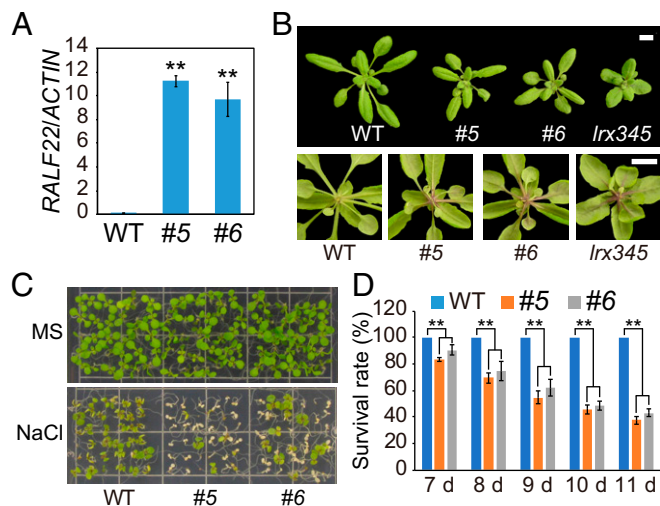 A
RALF22/ACTIN
14
12
10
8
6
4
2
0
**
**
WT #5 #6
B
WT #5 #6 lrx345
WT #5 #6 lrx345
C
MS
NaCl
WT #5 #6
D
WT #5 #6
Survival rate (%)
120
100
80
60
40
20
0
** ** ** ** **
7 d 8 d 9 d 10 d 11 d